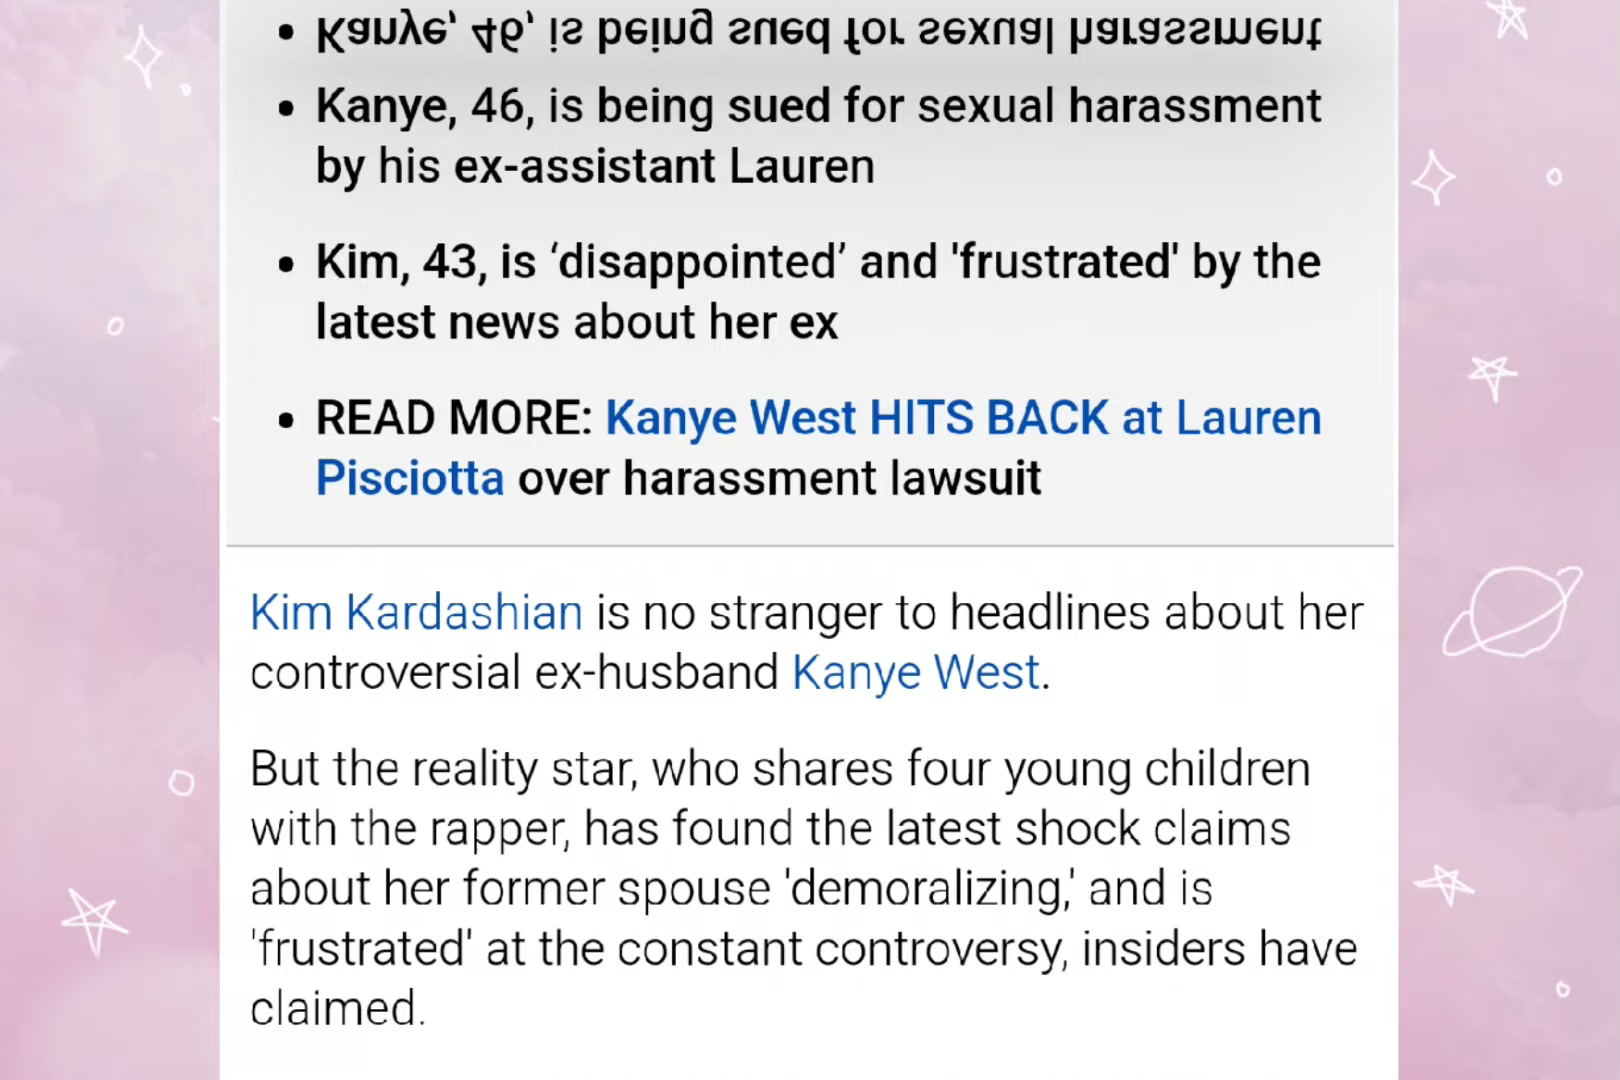 Kanye, 46, is being sued for sexual harassment
Kanye, 46, is being sued for sexual harassment
by his ex-assistant Lauren
Kim, 43, is ‘disappointed’ and 'frustrated' by the
latest news about her ex
READ MORE: Kanye West HITS BACK at Lauren
Pisciotta over harassment lawsuit
Kim Kardashian is no stranger to headlines about her
controversial ex-husband Kanye West.
But the reality star, who shares four young children
with the rapper, has found the latest shock claims
about her former spouse 'demoralizing,' and is
'frustrated' at the constant controversy, insiders have
claimed.